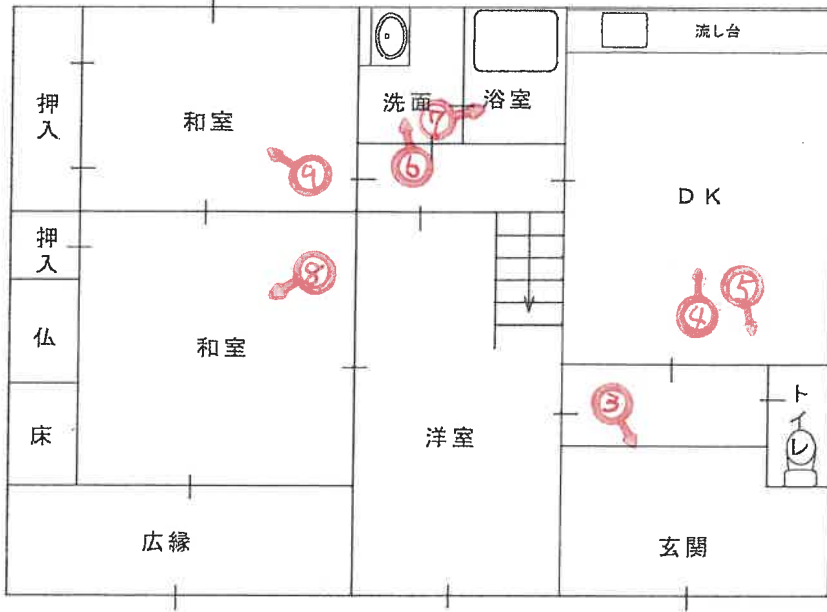 流し台
押入
和室
洗面
浴室
⑦
⑥
⑨
DK
押入
⑧
⑤
④
仏
和室
③
トイレ
床
洋室
広縁
玄関